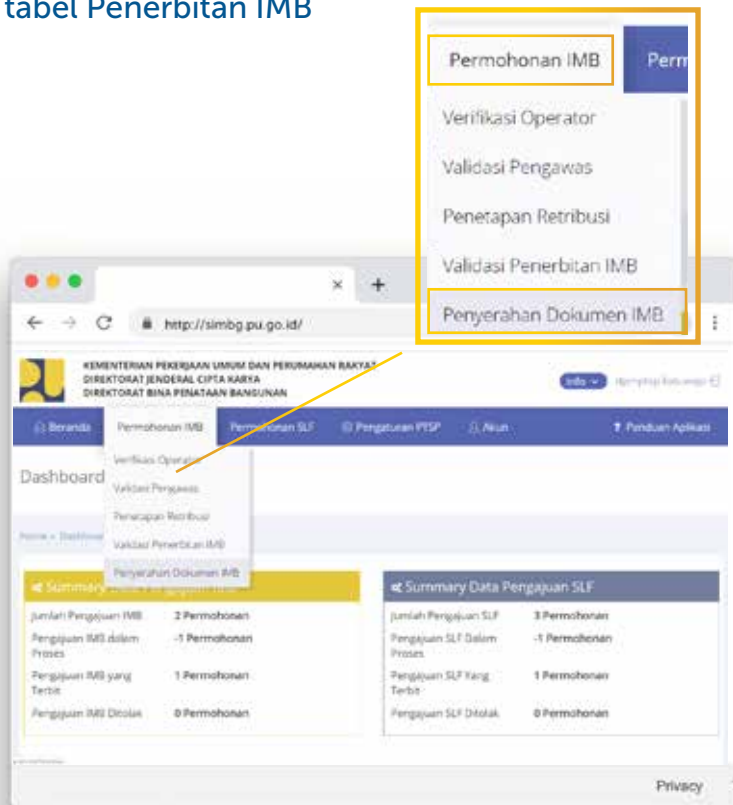 tabel Penerbitan IMB
Permohonan IMB
Perm
Verifikasi Operator
Validasi Pengawas
Penetapan Retribusi
Validasi Penerbitan IMB
Penyerahan Dokumen IMB
http://simbg.pu.go.id/
KEMENTERIAN PEKERJAAN UMUM DAN PERUMAHAN RAKYAT
DIREKTORAT JENDERAL CIPTA KARYA
DIREKTORAT BINA PENATAAN BANGUNAN
Info
Beranda Permohonan IMB Permohonan SLF Pengaturan PTSP Akun ? Panduan Aplikasi
Verifikasi Operator
Dashboard
Validasi Pengawas
Penetapan Retribusi
Home » Dashboard
Validasi Penerbitan IMB
Penyerahan Dokumen IMB
Summary
Summary Data Pengajuan SLF
Jumlah Pengajuan IMB 2 Permohonan
Pengajuan IMB dalam Proses -1 Permohonan
Pengajuan IMB yang Terbit 1 Permohonan
Pengajuan IMB Ditolak 0 Permohonan
Jumlah Pengajuan SLF 3 Permohonan
Pengajuan SLF Dalam Proses -1 Permohonan
Pengajuan SLF Yang Terbit 1 Permohonan
Pengajuan SLF Ditolak 0 Permohonan
Privacy